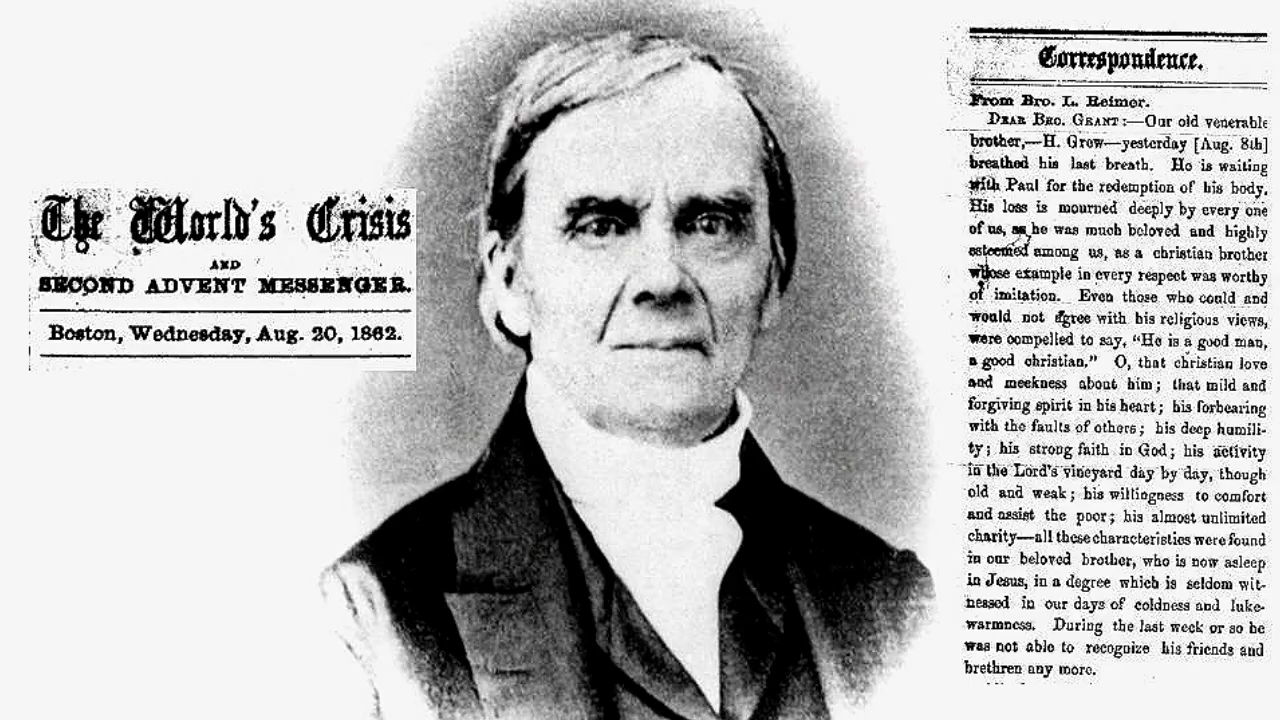 The World's Crisis
AND
SECOND ADVENT MESSENGER.
Boston, Wednesday, Aug. 20, 1862.
Correspondence.
From Bro. L. Reimer.
DEAR BRO. GRANT:—Our old venerable
brother,—H. Grew—yesterday [Aug. 8th]
breathed his last breath. He is waiting
with Paul for the redemption of his body.
His loss is mourned deeply by every one
of us, as he was much beloved and highly
esteemed among us, as a christian brother
whose example in every respect was worthy
of imitation. Even those who could and
would not agree with his religious views,
were compelled to say, "He is a good man,
a good christian." O, that christian love
and meekness about him; that mild and
forgiving spirit in his heart; his forbearing
with the faults of others; his deep humili-
ty; his strong faith in God; his activity
in the Lord's vineyard day by day, though
old and weak; his willingness to comfort
and assist the poor; his almost unlimited
charity—all these characteristics were found
in our beloved brother, who is now asleep
in Jesus, in a degree which is seldom wit-
nessed in our days of coldness and luke-
warmness. During the last week or so he
was not able to recognize his friends and
brethren any more.